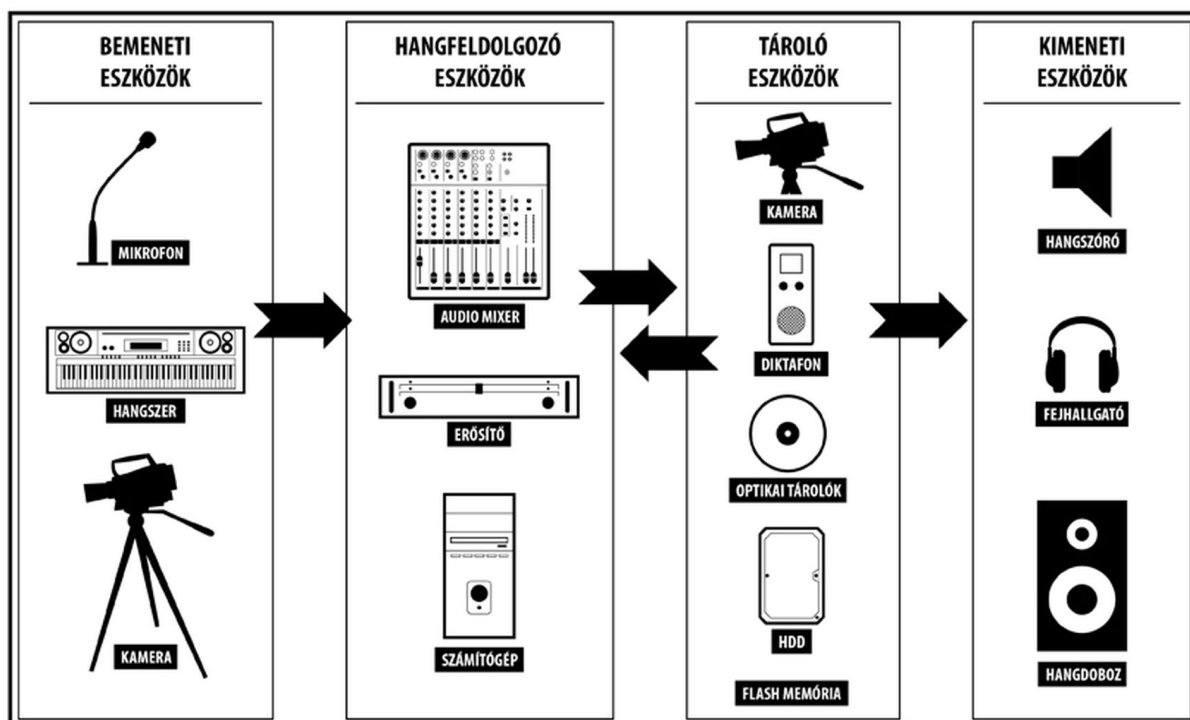 BEMENETI
ESZKÖZÖK
MIKROFON
HANGSZER
KAMERA
HANGFELDOLGOZÓ
ESZKÖZÖK
AUDIO MIXER
ERŐSÍTŐ
SZÁMÍTÓGÉP
TÁROLÓ
ESZKÖZÖK
KAMERA
DIKTAFON
OPTIKAI TÁROLÓK
HDD
FLASH MEMÓRIA
KIMENETI
ESZKÖZÖK
HANGSZÓRÓ
FEJHALLGATÓ
HANGDOBOZ